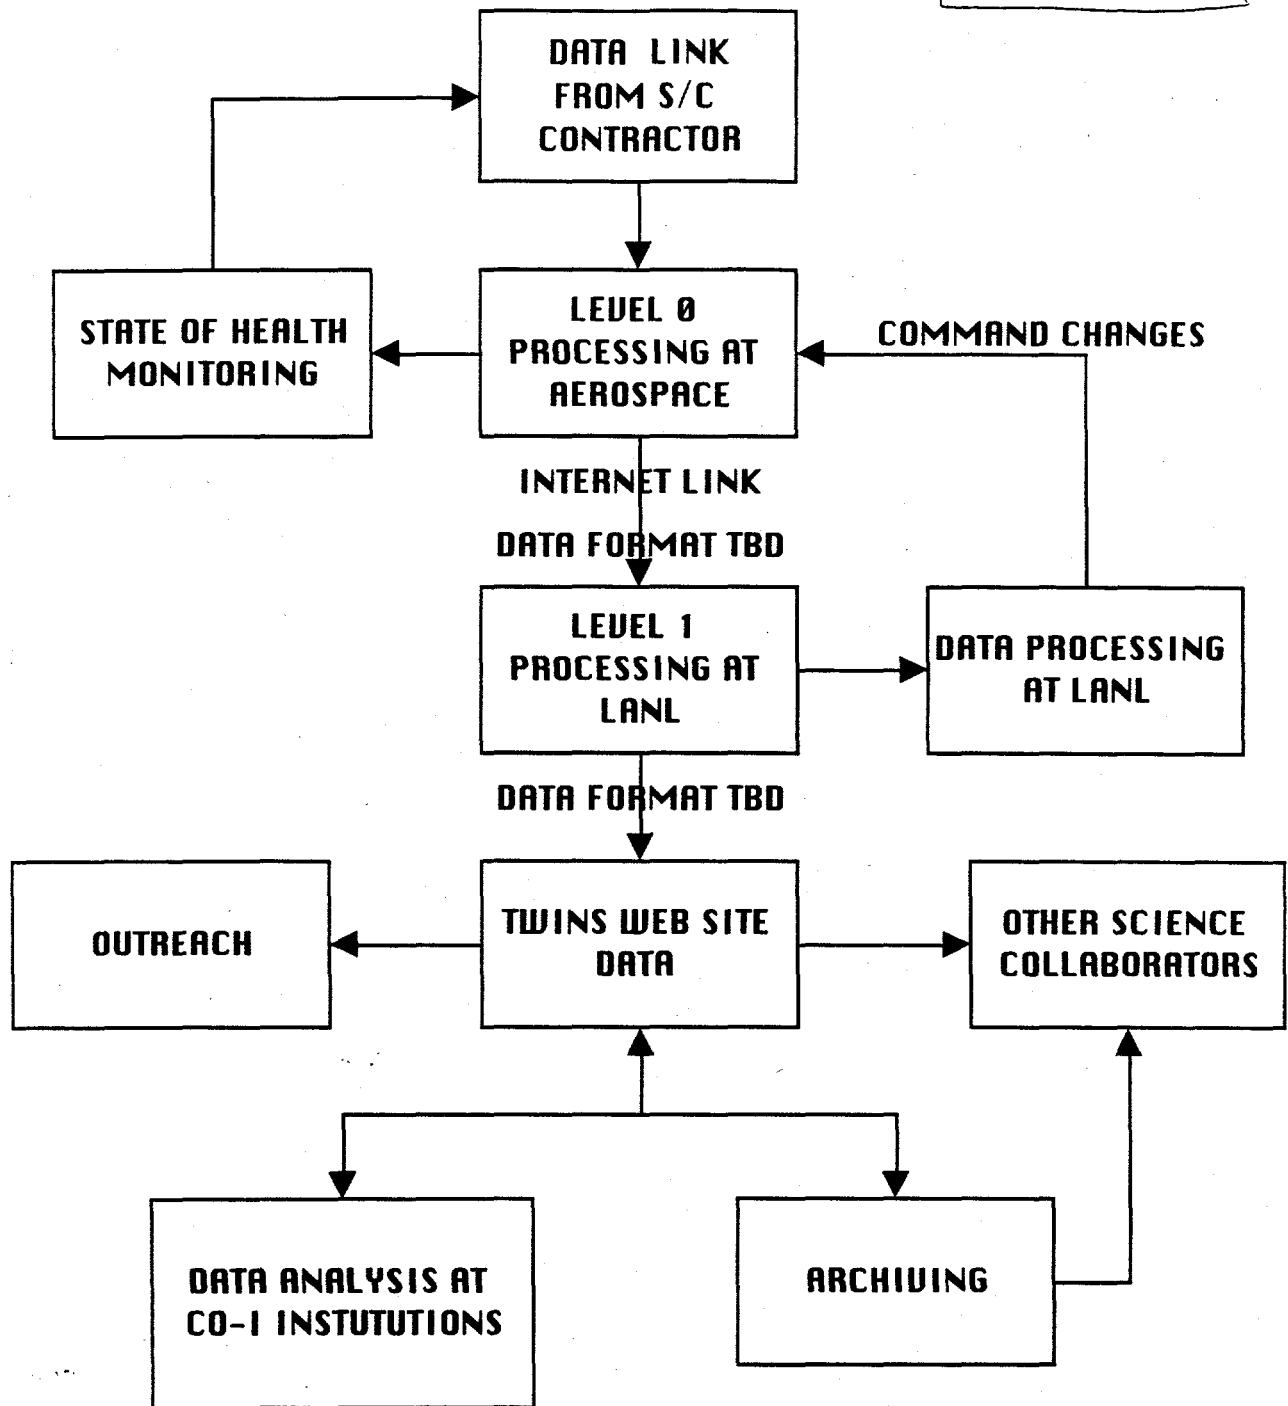 DATA LINK
FROM S/C
CONTRACTOR
STATE OF HEALTH
MONITORING
LEVEL 0
PROCESSING AT
AEROSPACE
COMMAND CHANGES
INTERNET LINK
DATA FORMAT TBD
LEVEL 1
PROCESSING AT
LANL
DATA PROCESSING
AT LANL
DATA FORMAT TBD
OUTREACH
TWINS WEB SITE
DATA
OTHER SCIENCE
COLLABORATORS
DATA ANALYSIS AT
CO-I INSTUTUTIONS
ARCHIVING